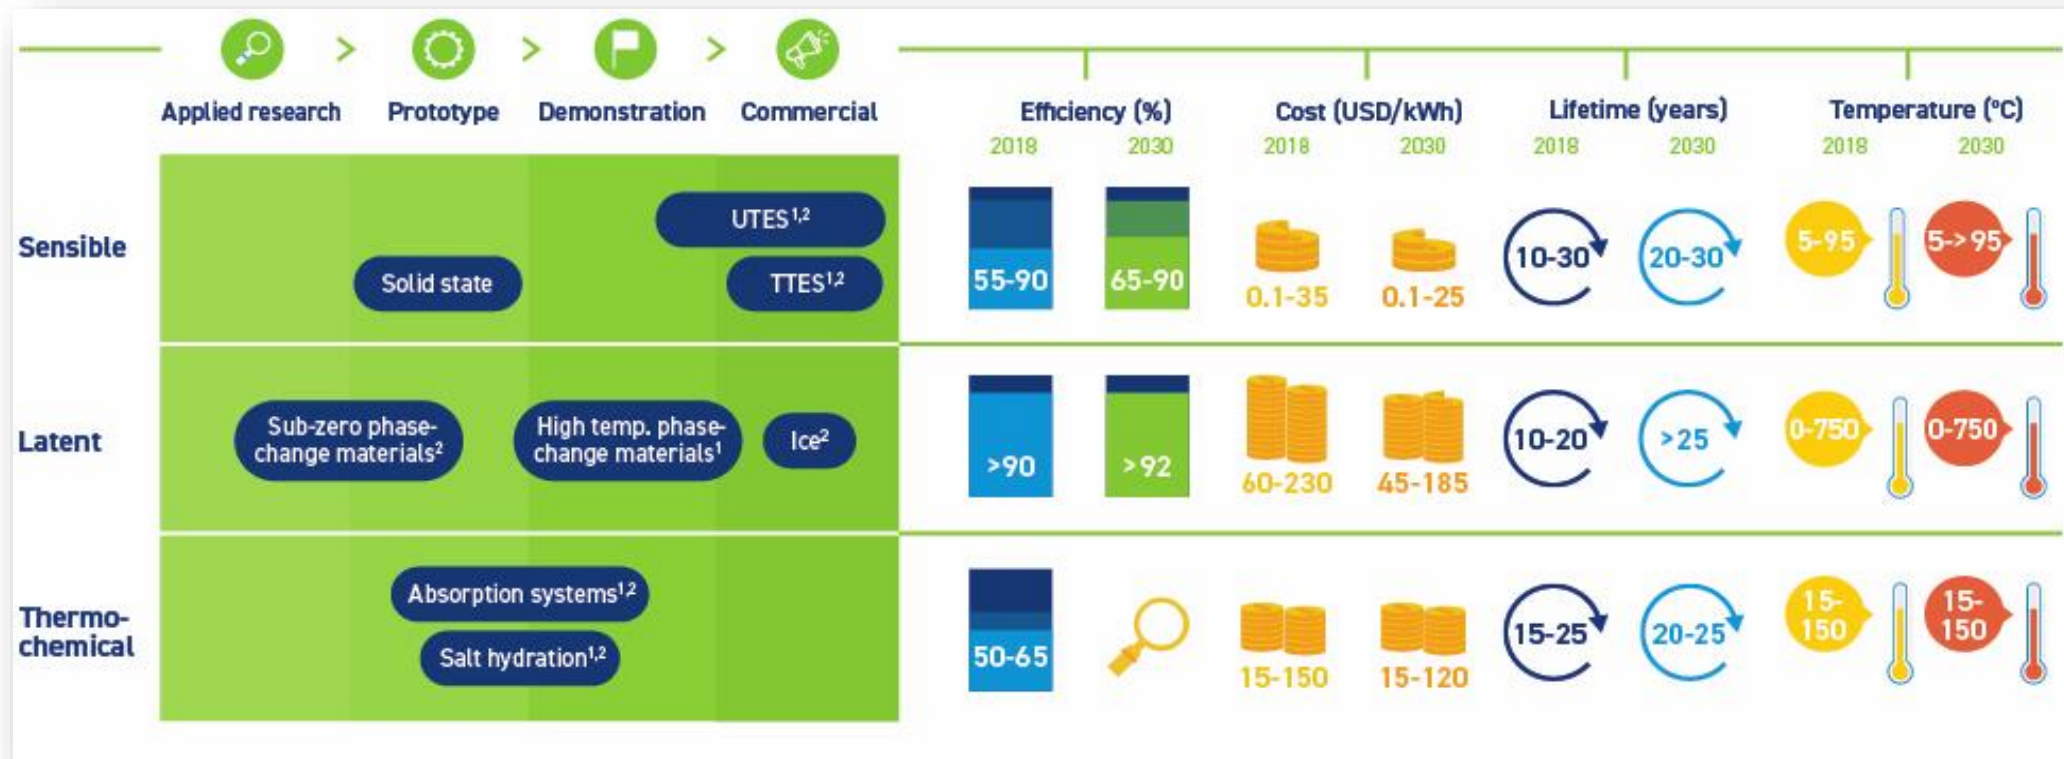 Applied research
Prototype
Demonstration
Commercial
Efficiency (%)
Cost (USD/kWh)
Lifetime (years)
Temperature (ºC)
2018
2030
2018
2030
2018
2030
2018
2030
Sensible
UTES¹,²
Solid state
TTES¹,²
55-90
65-90
0.1-35
0.1-25
10-30
20-30
5-95
5->95
Latent
Sub-zero phase-
change materials²
High temp. phase-
change materials¹
Ice²
>90
>92
60-230
45-185
10-20
>25
0-750
0-750
Thermo-
chemical
Absorption systems¹,²
Salt hydration¹,²
50-65
15-150
15-120
15-25
20-25
15-
150
15-
150